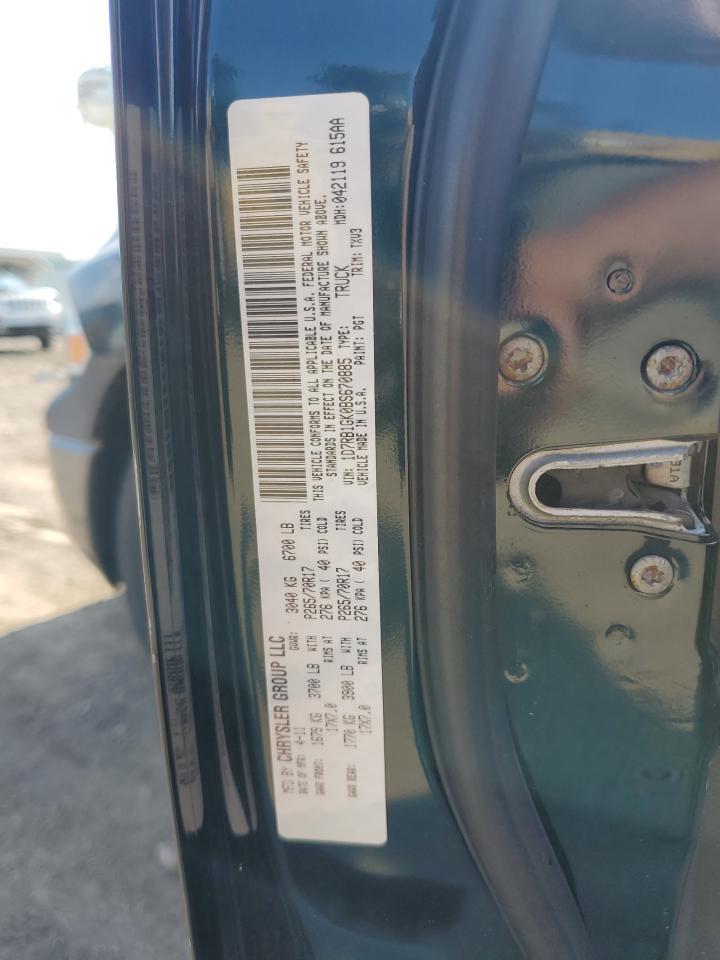 MFD BY CHRYSLER GROUP LLC
DATE OF MFR: 4-11 GVWR: 3040 KG 6700 LB
GAWR FRONT: 1679 KG 3700 LB WITH P265/70R17 TIRES
17X7.0 RIMS AT 276 KPA ( 40 PSI) COLD
GAWR REAR: 1770 KG 3900 LB WITH P265/70R17 TIRES
17X7.0 RIMS AT 276 KPA ( 40 PSI) COLD
THIS VEHICLE CONFORMS TO ALL APPLICABLE U.S.A. FEDERAL MOTOR VEHICLE SAFETY
STANDARDS IN EFFECT ON THE DATE OF MANUFACTURE SHOWN ABOVE.
VIN: 1D7RB1GK0BS670885 TYPE: TRUCK MDH:042119 615AA
VEHICLE MADE IN U.S.A. PAINT: PGT TRIM: TXV3